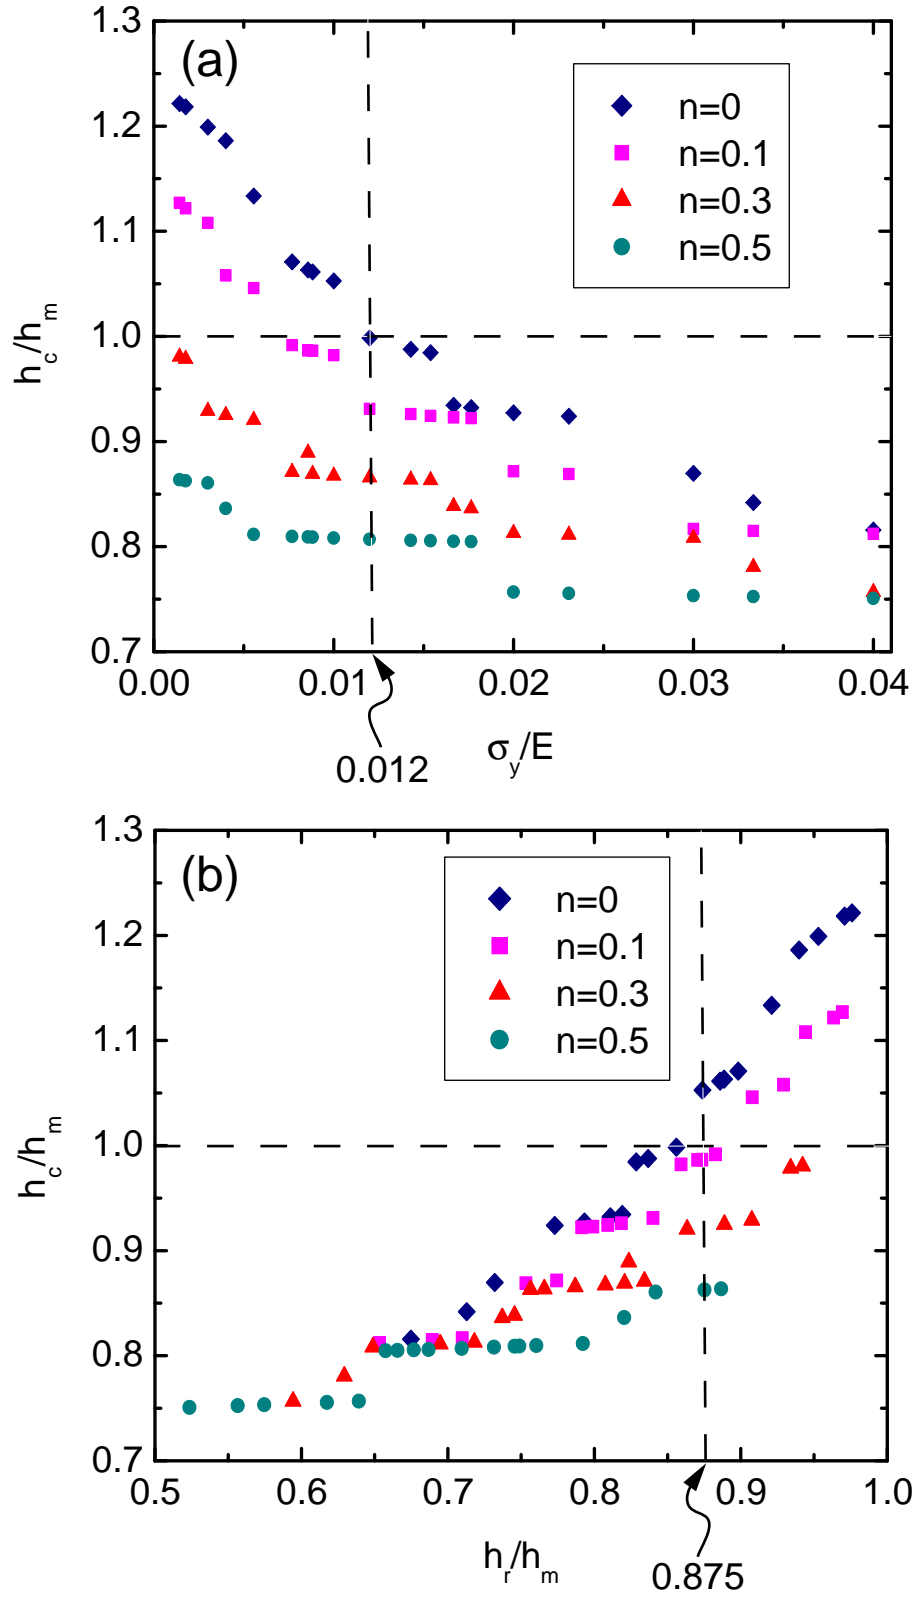 (a)
n=0
n=0.1
n=0.3
n=0.5
1.3
1.2
1.1
1.0
0.9
0.8
0.7
h_c/h_m
0.00 0.01 0.02 0.03 0.04
σ_y/E
0.012
(b)
n=0
n=0.1
n=0.3
n=0.5
1.3
1.2
1.1
1.0
0.9
0.8
0.7
h_c/h_m
0.5 0.6 0.7 0.8 0.9 1.0
h_r/h_m
0.875